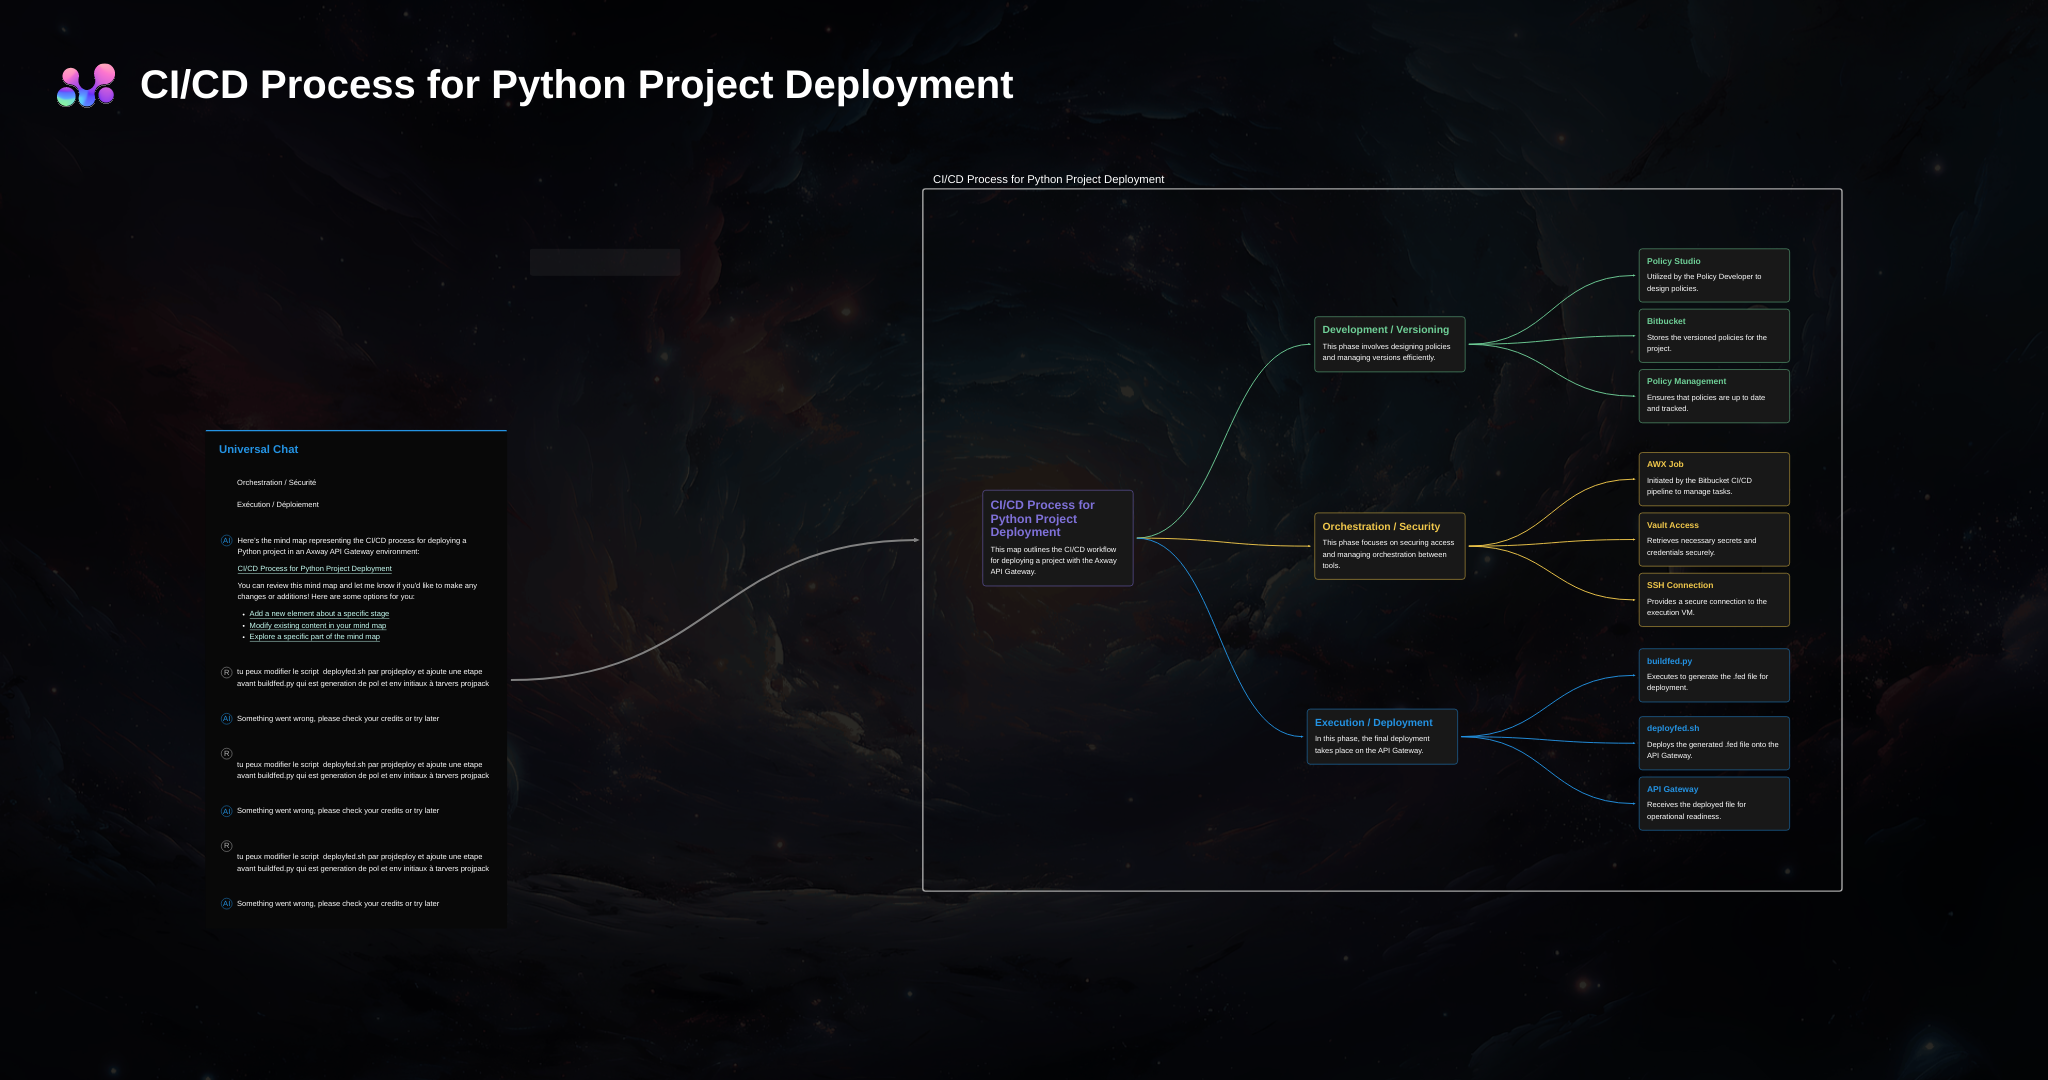 CI/CD Process for Python Project Deployment
CI/CD Process for Python Project Deployment
Universal Chat
Orchestration / Sécurité
Exécution / Déploiement
AI
Here's the mind map representing the CI/CD process for deploying a
Python project in an Axway API Gateway environment:
CI/CD Process for Python Project Deployment
You can review this mind map and let me know if you'd like to make any
changes or additions! Here are some options for you:
• Add a new element about a specific stage
• Modify existing content in your mind map
• Explore a specific part of the mind map
R
tu peux modifier le script  deployfed.sh par projdeploy et ajoute une etape
avant buildfed.py qui est generation de pol et env initiaux à tarvers projpack
AI
Something went wrong, please check your credits or try later
R
tu peux modifier le script  deployfed.sh par projdeploy et ajoute une etape
avant buildfed.py qui est generation de pol et env initiaux à tarvers projpack
AI
Something went wrong, please check your credits or try later
R
tu peux modifier le script  deployfed.sh par projdeploy et ajoute une etape
avant buildfed.py qui est generation de pol et env initiaux à tarvers projpack
AI
Something went wrong, please check your credits or try later
CI/CD Process for
Python Project
Deployment
This map outlines the CI/CD workflow
for deploying a project with the Axway
API Gateway.
Development / Versioning
This phase involves designing policies
and managing versions efficiently.
Policy Studio
Utilized by the Policy Developer to
design policies.
Bitbucket
Stores the versioned policies for the
project.
Policy Management
Ensures that policies are up to date
and tracked.
Orchestration / Security
This phase focuses on securing access
and managing orchestration between
tools.
AWX Job
Initiated by the Bitbucket CI/CD
pipeline to manage tasks.
Vault Access
Retrieves necessary secrets and
credentials securely.
SSH Connection
Provides a secure connection to the
execution VM.
Execution / Deployment
In this phase, the final deployment
takes place on the API Gateway.
buildfed.py
Executes to generate the .fed file for
deployment.
deployfed.sh
Deploys the generated .fed file onto the
API Gateway.
API Gateway
Receives the deployed file for
operational readiness.